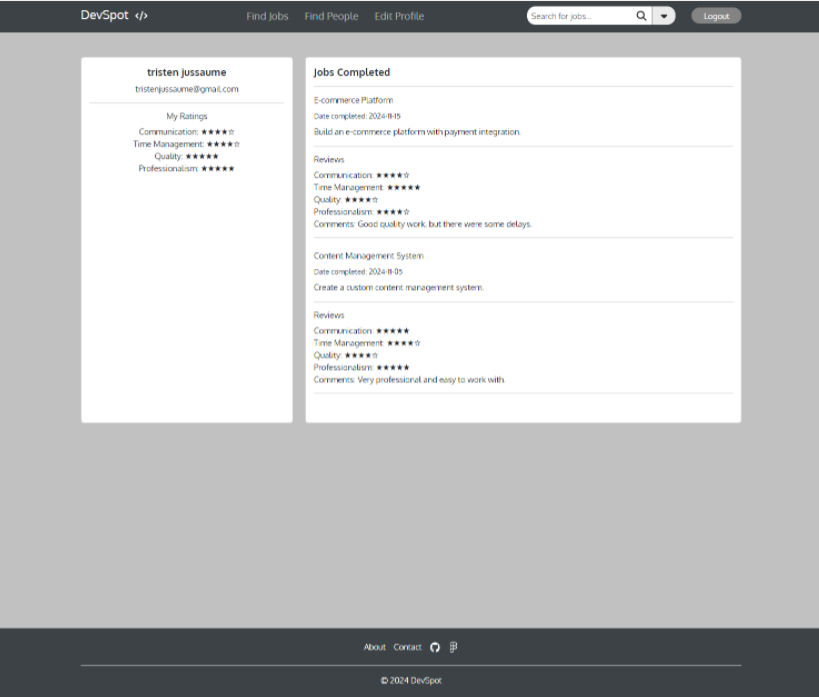 DevSpot </>
Find Jobs Find People Edit Profile
Search for jobs...
Logout
tristen jussaume
tristenjussaume@gmail.com
My Ratings
Communication: ★★★★☆
Time Management: ★★★★☆
Quality: ★★★★★
Professionalism: ★★★★★
Jobs Completed
E-commerce Platform
Date completed: 2024-11-15
Build an e-commerce platform with payment integration.
Reviews
Communication: ★★★★☆
Time Management: ★★★★★
Quality: ★★★★☆
Professionalism: ★★★★☆
Comments: Good quality work, but there were some delays.
Content Management System
Date completed: 2024-11-05
Create a custom content management system.
Reviews
Communication: ★★★★★
Time Management: ★★★★☆
Quality: ★★★★☆
Professionalism: ★★★★★
Comments: Very professional and easy to work with.
About Contact
© 2024 DevSpot